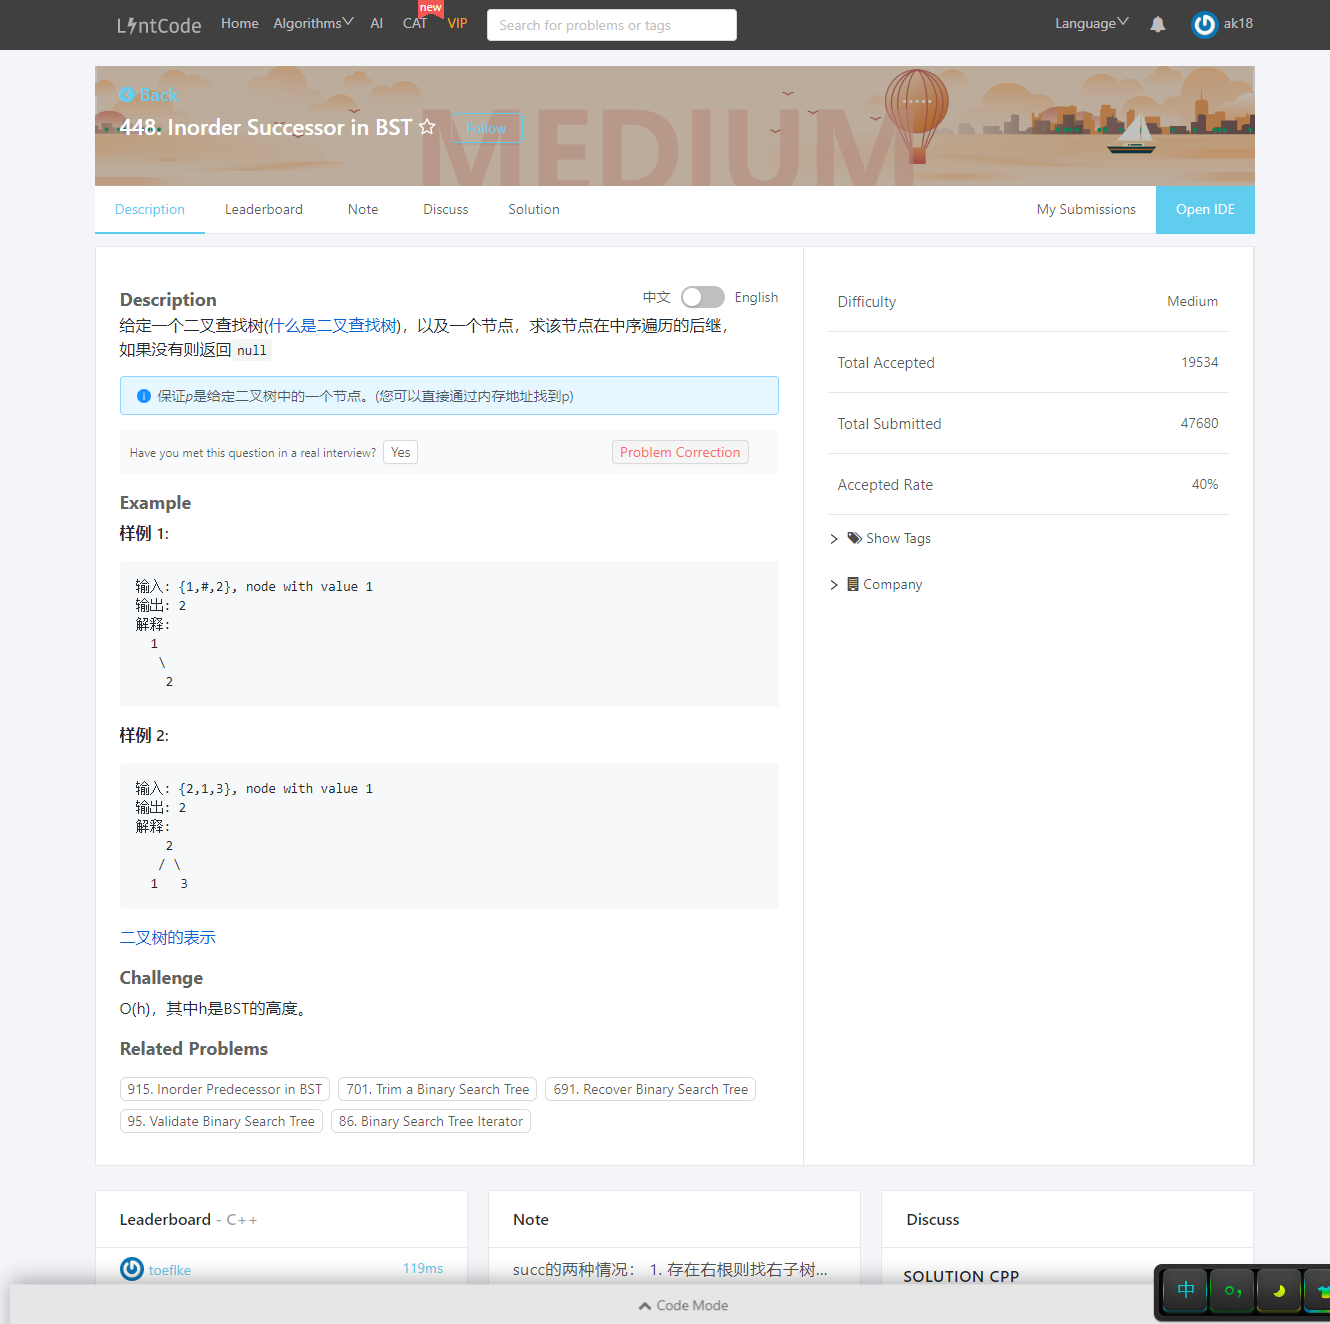 LintCode
Home
Algorithms
AI
CAT
new
VIP
Search for problems or tags
Language
ak18
Back
448. Inorder Successor in BST
Follow
MEDIUM
Description
Leaderboard
Note
Discuss
Solution
My Submissions
Open IDE
Description
中文
English
给定一个二叉查找树(什么是二叉查找树)，以及一个节点，求该节点在中序遍历的后继，
如果没有则返回 null
保证p是给定二叉树中的一个节点。(您可以直接通过内存地址找到p)
Have you met this question in a real interview?
Yes
Problem Correction
Example
样例 1:
输入: {1,#,2}, node with value 1
输出: 2
解释:
1
\
2
样例 2:
输入: {2,1,3}, node with value 1
输出: 2
解释:
2
/ \
1   3
二叉树的表示
Challenge
O(h)，其中h是BST的高度。
Related Problems
915. Inorder Predecessor in BST
701. Trim a Binary Search Tree
691. Recover Binary Search Tree
95. Validate Binary Search Tree
86. Binary Search Tree Iterator
Difficulty
Medium
Total Accepted
19534
Total Submitted
47680
Accepted Rate
40%
Show Tags
Company
Leaderboard - C++
toeflke
119ms
Note
succ的两种情况： 1. 存在右根则找右子树...
Discuss
SOLUTION CPP
Code Mode
中